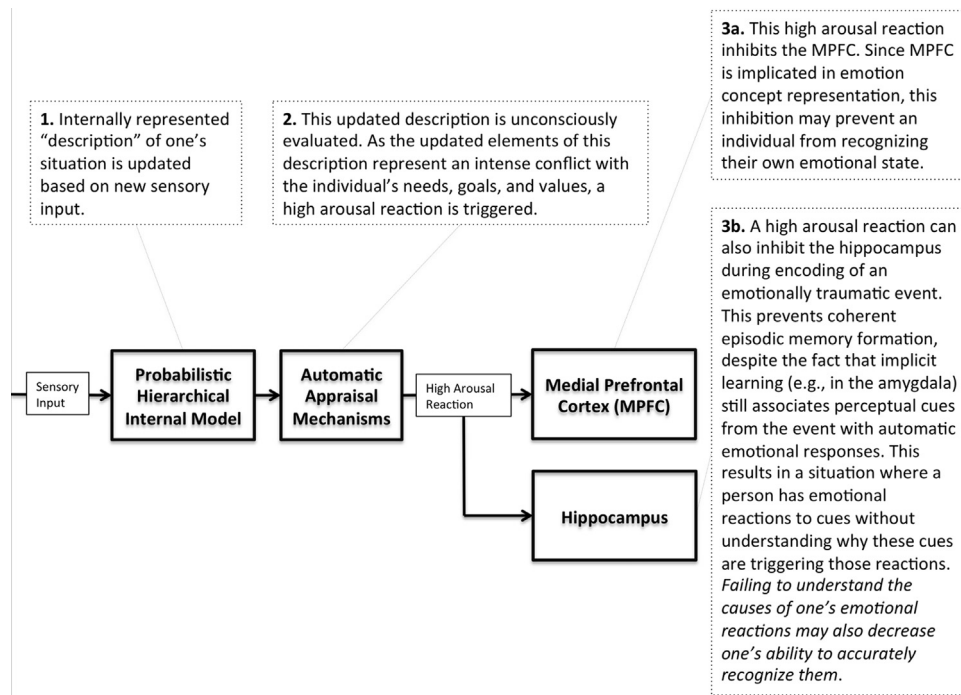 1. Internally represented
“description” of one’s
situation is updated
based on new sensory
input.
2. This updated description is unconsciously
evaluated. As the updated elements of this
description represent an intense conflict with
the individual’s needs, goals, and values, a
high arousal reaction is triggered.
3a. This high arousal reaction
inhibits the MPFC. Since MPFC
is implicated in emotion
concept representation, this
inhibition may prevent an
individual from recognizing
their own emotional state.
3b. A high arousal reaction can
also inhibit the hippocampus
during encoding of an
emotionally traumatic event.
This prevents coherent
episodic memory formation,
despite the fact that implicit
learning (e.g., in the amygdala)
still associates perceptual cues
from the event with automatic
emotional responses. This
results in a situation where a
person has emotional
reactions to cues without
understanding why these cues
are triggering those reactions.
Failing to understand the
causes of one’s emotional
reactions may also decrease
one’s ability to accurately
recognize them.
Sensory
Input
Probabilistic
Hierarchical
Internal Model
Automatic
Appraisal
Mechanisms
High Arousal
Reaction
Medial Prefrontal
Cortex (MPFC)
Hippocampus